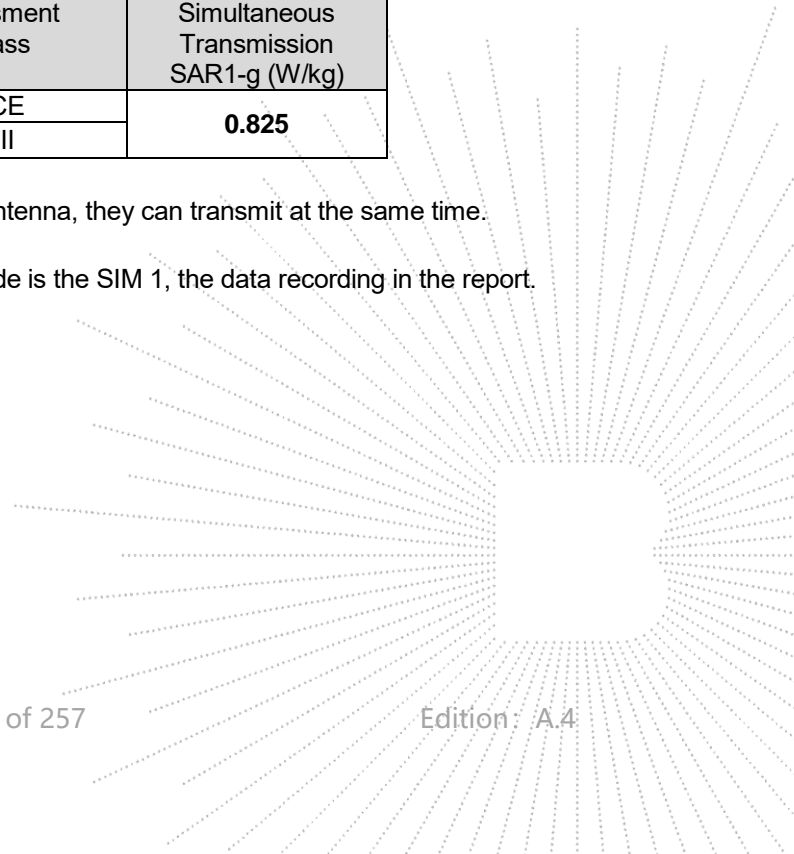 sment
ass
Simultaneous
Transmission
SAR1-g (W/kg)
CE
II
0.825
ntenna, they can transmit at the same time.
de is the SIM 1, the data recording in the report.
of 257
Edition: A.4